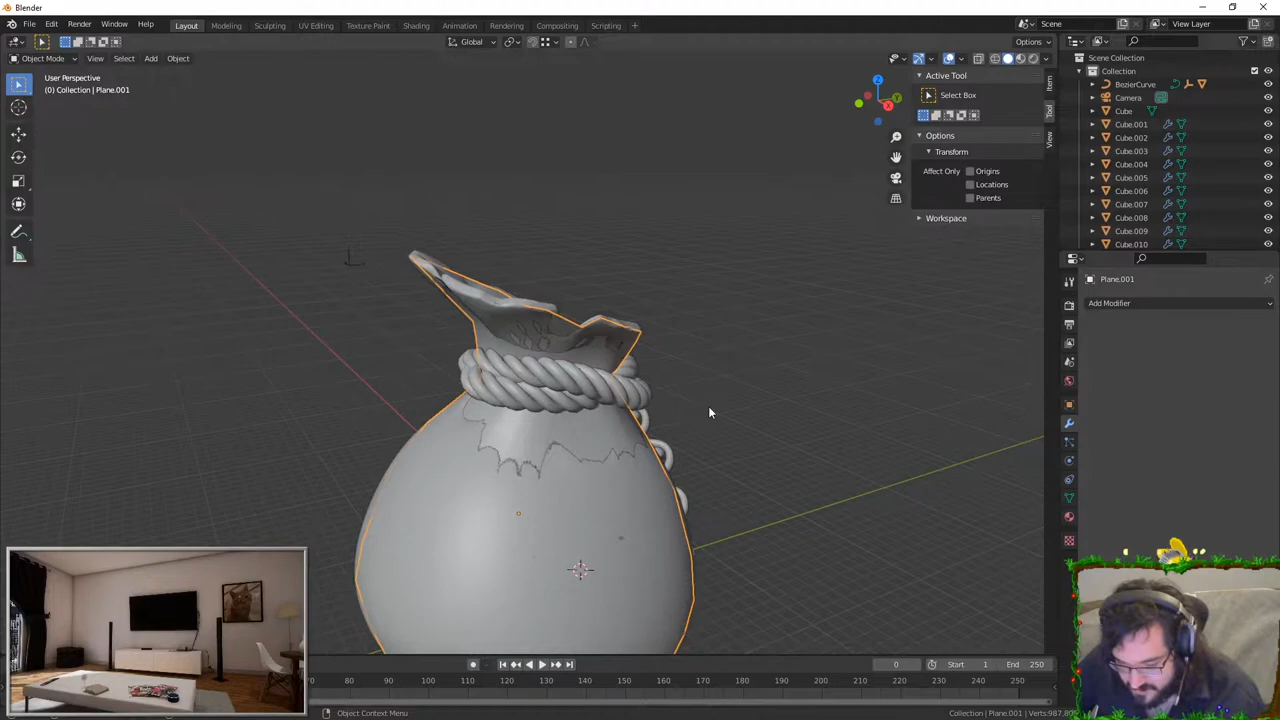 Blender
File Edit Render Window Help Layout Modeling Sculpting UV Editing Texture Paint Shading Animation Rendering Compositing Scripting + Scene View Layer
Global Options
Object Mode View Select Add Object
User Perspective
(0) Collection | Plane.001
Z
Y
X
Active Tool
Select Box
Options
Transform
Affect Only Origins
Locations
Parents
Workspace
Item
Tool
View
Scene Collection
Collection
BezierCurve
Camera
Cube
Cube.001
Cube.002
Cube.003
Cube.004
Cube.005
Cube.006
Cube.007
Cube.008
Cube.009
Cube.010
Plane.001
Add Modifier
0 Start 1 End 250
70 80 90 100 110 120 130 140 150 160 170 180 190 200 210 220 230 240 250
Object Context Menu
Collection | Plane.001 | Verts:987,80